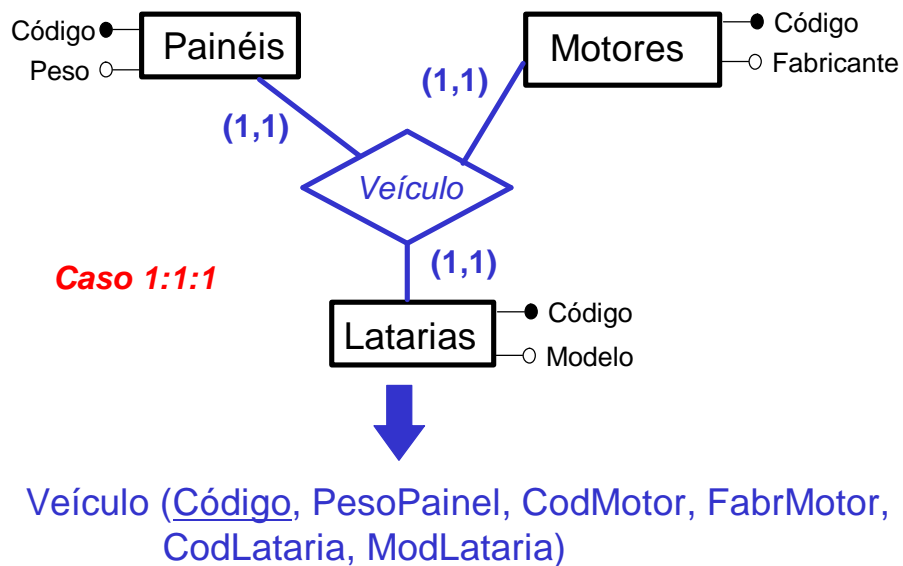 Código
Peso
Painéis
Motores
Código
Fabricante
(1,1)
(1,1)
Veículo
(1,1)
Caso 1:1:1
Latarias
Código
Modelo
Veículo (Código, PesoPainel, CodMotor, FabrMotor,
CodLataria, ModLataria)